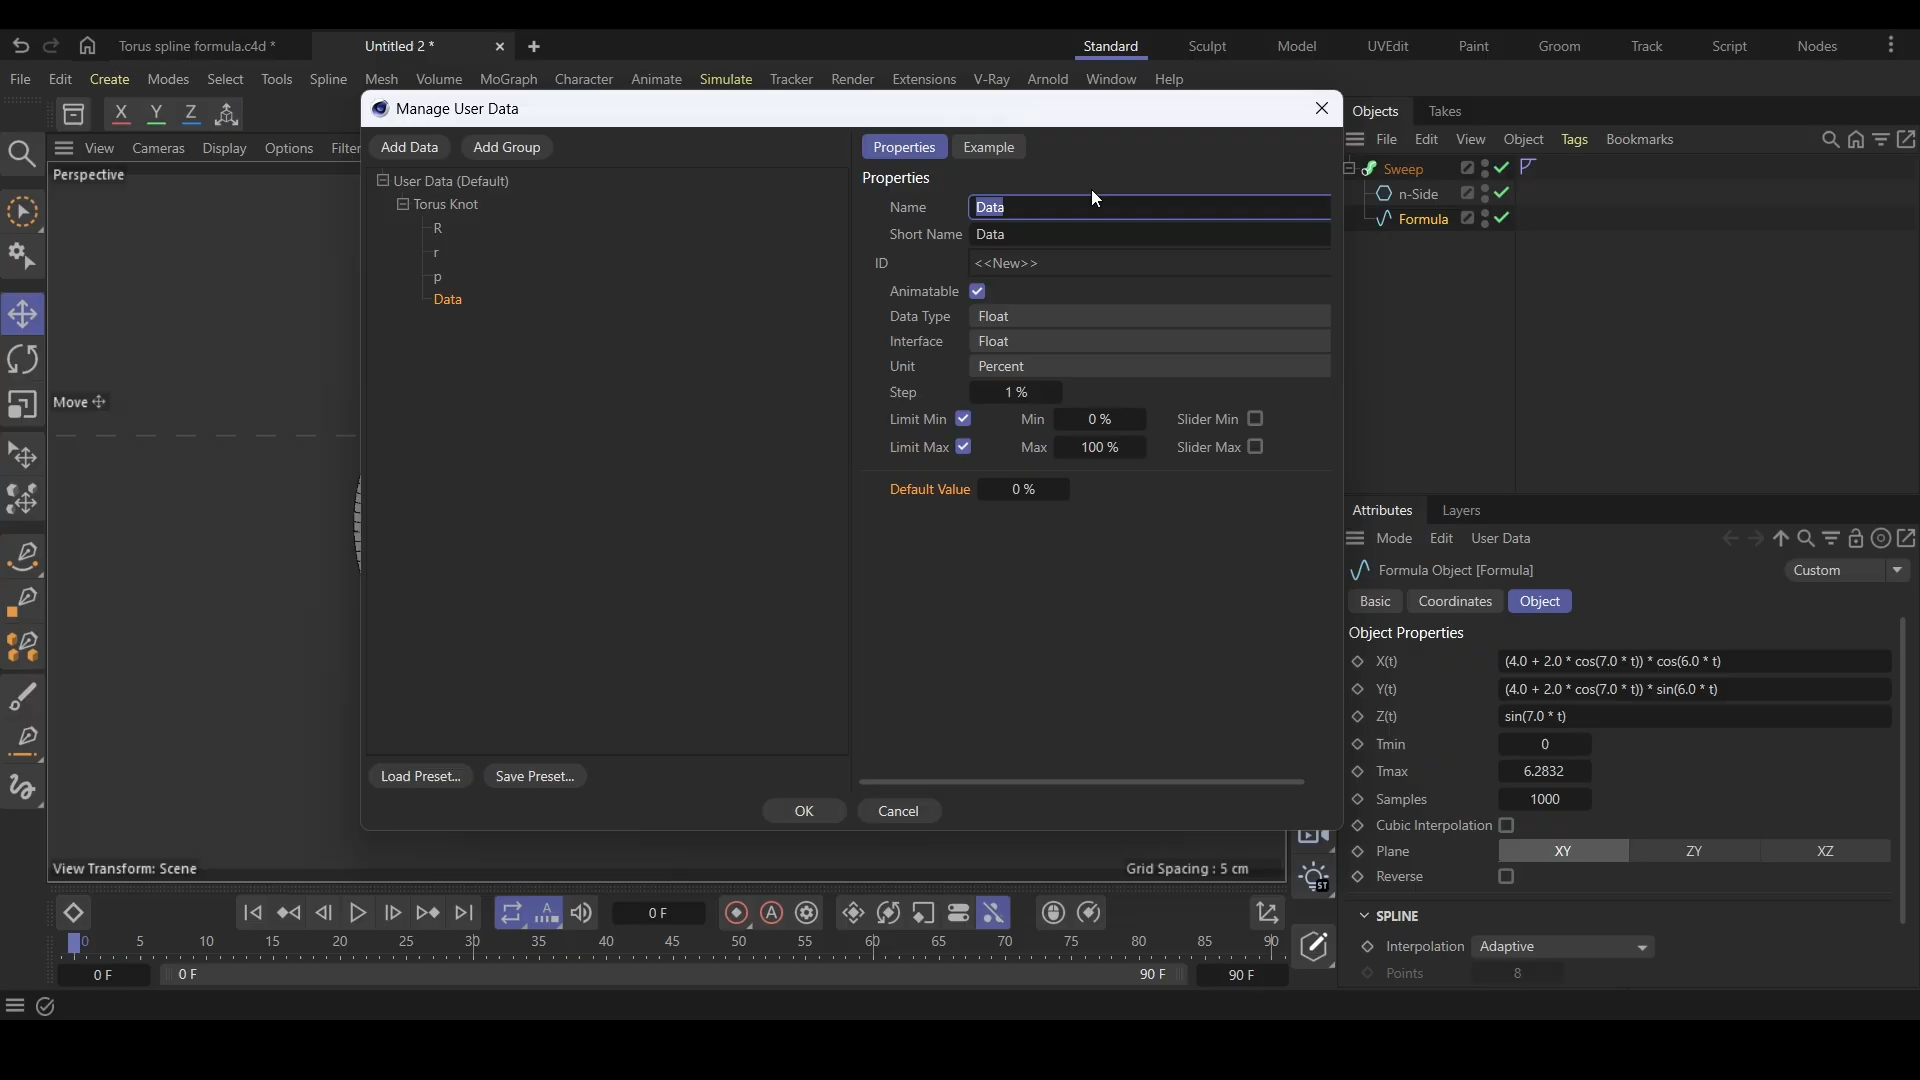 Torus spline formula.c4d *
Untitled 2 *
Standard Sculpt Model UVEdit Paint Groom Track Script Nodes
File Edit Create Modes Select Tools Spline Mesh Volume MoGraph Character Animate Simulate Tracker Render Extensions V-Ray Arnold Window Help
X Y Z
Manage User Data
Objects Takes
View Cameras Display Options Filter
Add Data Add Group
Properties Example
File Edit View Object Tags Bookmarks
Perspective
User Data (Default)
Torus Knot
R
r
p
Data
Properties
Name Data
Short Name Data
ID <<New>>
Animatable
Data Type Float
Interface Float
Unit Percent
Step 1 %
Limit Min Min 0 % Slider Min
Limit Max Max 100 % Slider Max
Default Value 0 %
Sweep
n-Side
Formula
Move
Load Preset... Save Preset...
OK Cancel
Attributes Layers
Mode Edit User Data
Formula Object [Formula]
Custom
Basic Coordinates Object
Object Properties
X(t) (4.0 + 2.0 * cos(7.0 * t)) * cos(6.0 * t)
Y(t) (4.0 + 2.0 * cos(7.0 * t)) * sin(6.0 * t)
Z(t) sin(7.0 * t)
Tmin 0
Tmax 6.2832
Samples 1000
Cubic Interpolation
Plane XY ZY XZ
Reverse
SPLINE
Interpolation Adaptive
Points 8
View Transform: Scene
Grid Spacing : 5 cm
ST
A
0 F
A
0 5 10 15 20 25 30 35 40 45 50 55 60 65 70 75 80 85 90
0 F 0 F 90 F 90 F